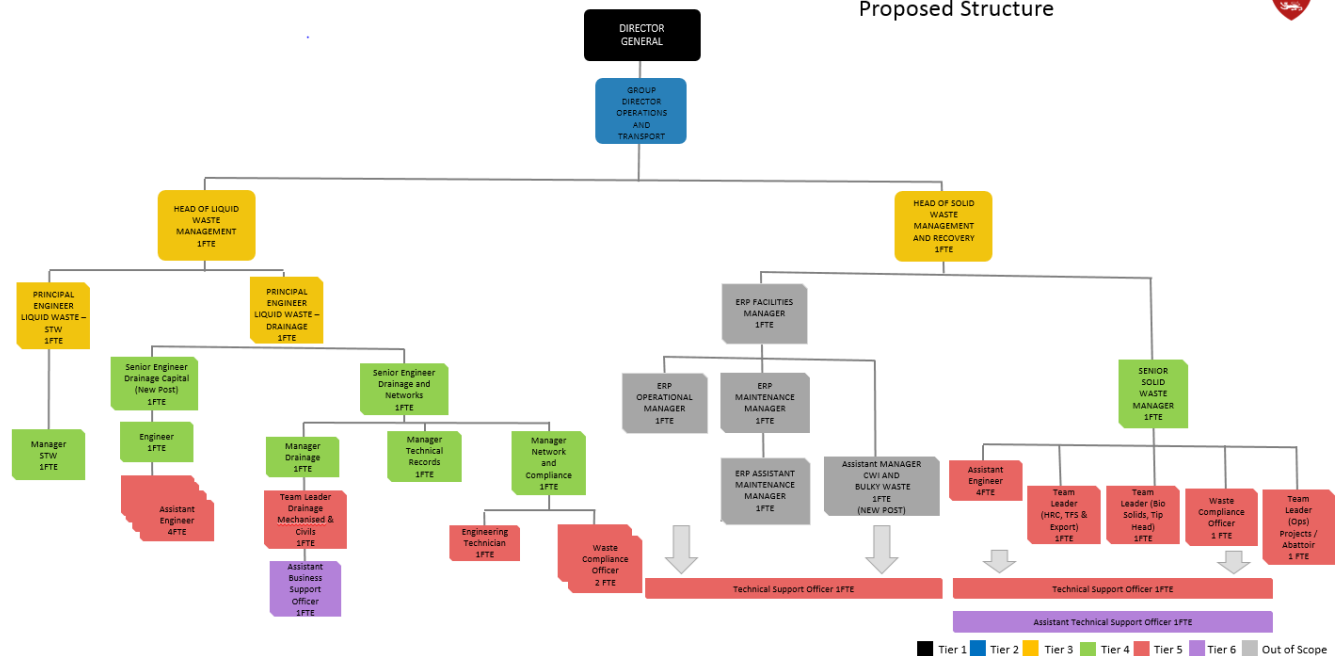 Proposed Structure
DIRECTOR
GENERAL
GROUP
DIRECTOR
OPERATIONS
AND
TRANSPORT
HEAD OF LIQUID
WASTE
MANAGEMENT
1FTE
HEAD OF SOLID
WASTE
MANAGEMENT
AND RECOVERY
1FTE
PRINCIPAL
ENGINEER
LIQUID WASTE –
STW
1FTE
PRINCIPAL
ENGINEER
LIQUID WASTE –
DRAINAGE
1FTE
ERP FACILITIES
MANAGER
1FTE
Senior Engineer
Drainage Capital
(New Post)
1FTE
Senior Engineer
Drainage and
Networks
1FTE
ERP
OPERATIONAL
MANAGER
1FTE
ERP
MAINTENANCE
MANAGER
1FTE
SENIOR
SOLID
WASTE
MANAGER
1FTE
Manager
STW
1FTE
Engineer
1FTE
Manager
Drainage
1FTE
Manager
Technical
Records
1FTE
Manager
Network
and
Compliance
1FTE
ERP ASSISTANT
MAINTENANCE
MANAGER
1FTE
Assistant MANAGER
CWI AND
BULKY WASTE
1FTE
(NEW POST)
Assistant
Engineer
4FTE
Team
Leader
(HRC, TFS &
Export)
1FTE
Team
Leader (Bio
Solids, Tip
Head)
1FTE
Waste
Compliance
Officer
1 FTE
Team
Leader
(Ops)
Projects /
Abattoir
1 FTE
Assistant
Engineer
4FTE
Team Leader
Drainage
Mechanised &
Civils
1FTE
Engineering
Technician
1FTE
Waste
Compliance
Officer
2 FTE
Assistant
Business
Support
Officer
1FTE
Technical Support Officer 1FTE
Technical Support Officer 1FTE
Assistant Technical Support Officer 1FTE
Tier 1 Tier 2 Tier 3 Tier 4 Tier 5 Tier 6 Out of Scope